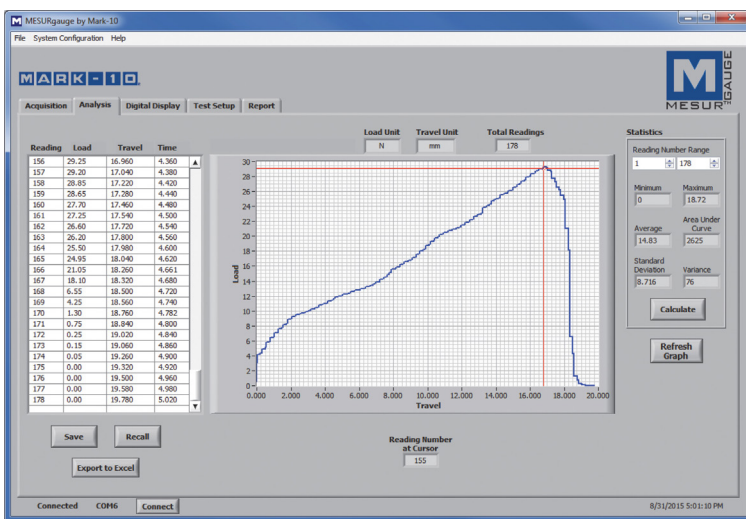 MESURgauge by Mark-10
File System Configuration Help
MARK-10
M
MESUR GAUGE
Acquisition Analysis Digital Display Test Setup Report
Load Unit Travel Unit Total Readings
N mm 178
Reading Load Travel Time
156 29.25 16.960 4.360
157 29.20 17.040 4.380
158 28.85 17.220 4.420
159 28.65 17.280 4.440
160 27.70 17.460 4.480
161 27.25 17.540 4.500
162 26.60 17.720 4.540
163 26.20 17.800 4.560
164 25.50 17.980 4.600
165 24.95 18.040 4.620
166 21.05 18.260 4.661
167 18.10 18.320 4.680
168 6.55 18.500 4.720
169 4.25 18.560 4.740
170 1.30 18.760 4.782
171 0.75 18.840 4.800
172 0.25 19.020 4.840
173 0.15 19.060 4.860
174 0.05 19.260 4.900
175 0.00 19.320 4.920
176 0.00 19.500 4.960
177 0.00 19.580 4.980
178 0.00 19.780 5.020
Load
30
28
26
24
22
20
18
16
14
12
10
8
6
4
2
0
0.000 2.000 4.000 6.000 8.000 10.000 12.000 14.000 16.000 18.000 20.000
Travel
Statistics
Reading Number Range
1 178
Minimum Maximum
0 18.72
Average Area Under
Curve
14.83 2625
Standard
Deviation Variance
8.716 76
Calculate
Refresh
Graph
Save Recall
Export to Excel
Reading Number
at Cursor
155
Connected COM6 Connect 8/31/2015 5:01:10 PM